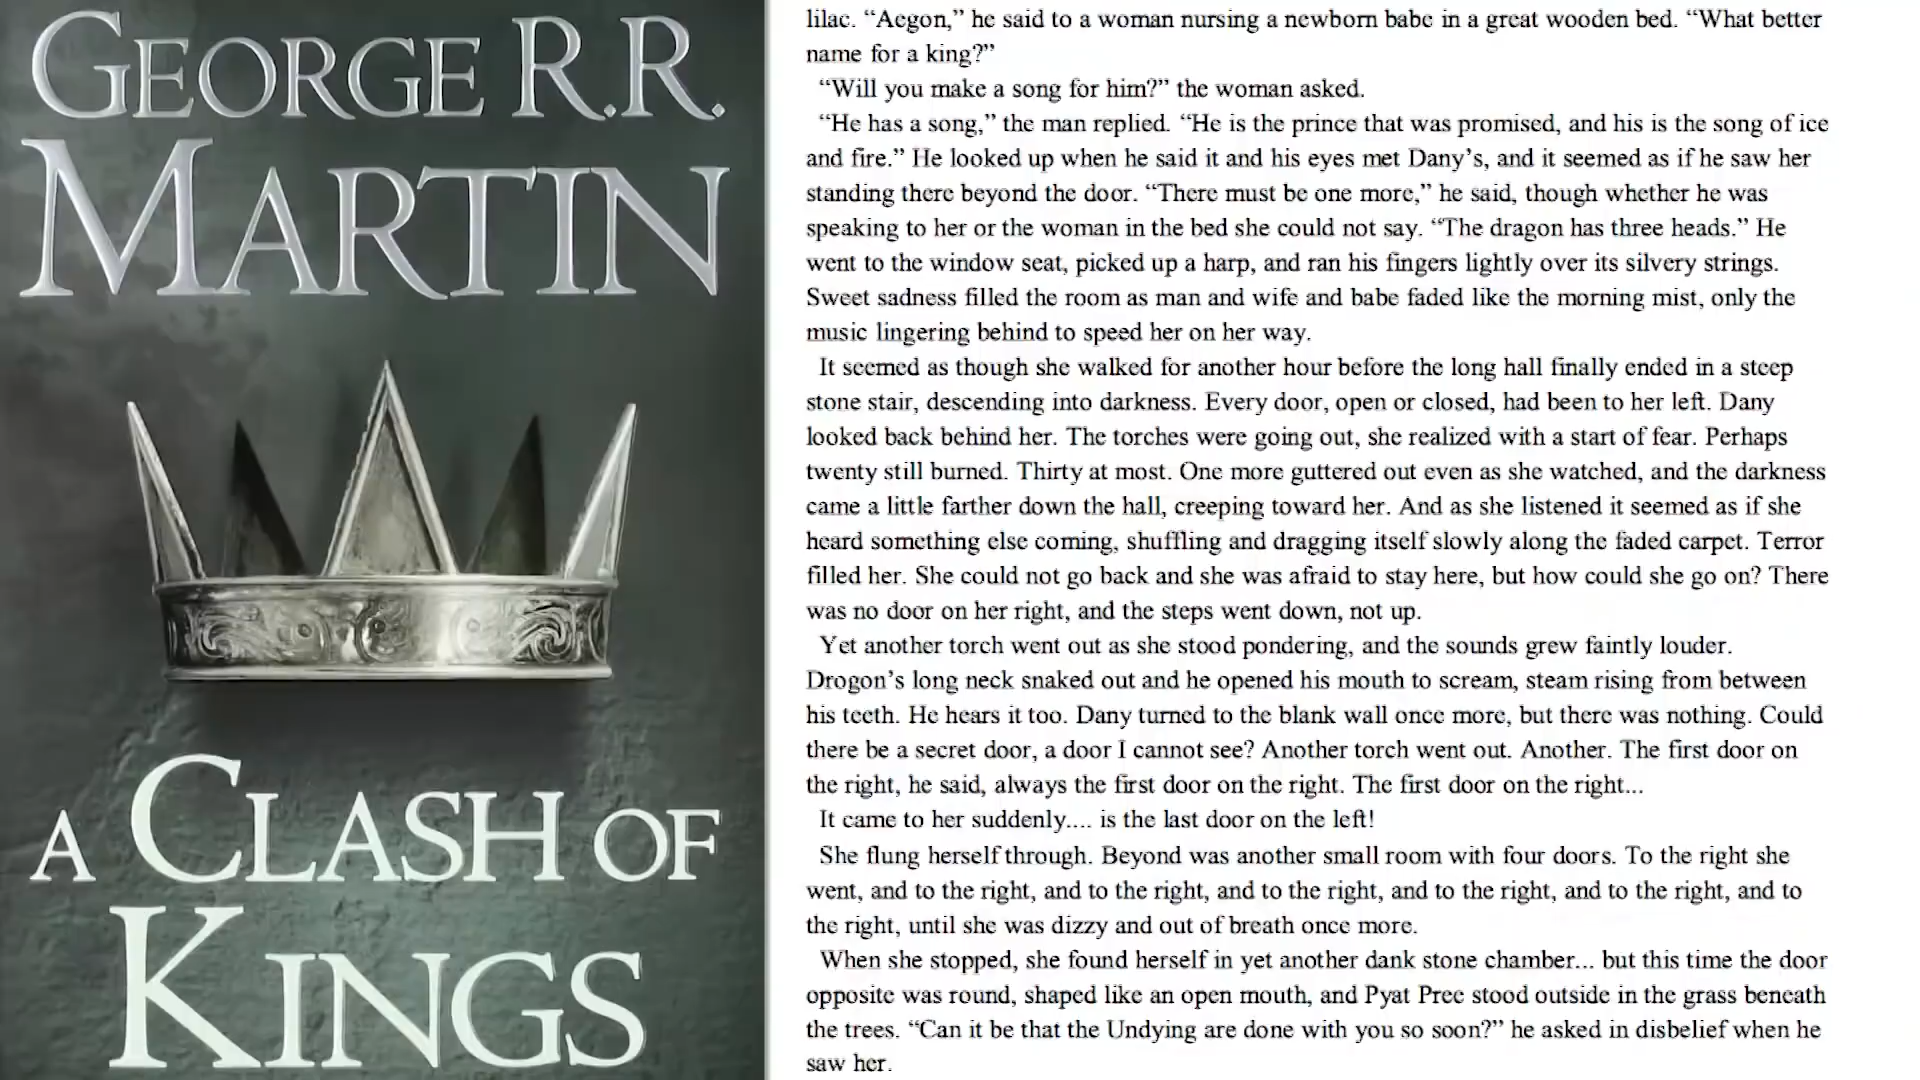 GEORGE R.R.
MARTIN
A CLASH OF
KINGS
lilac. “Aegon,” he said to a woman nursing a newborn babe in a great wooden bed. “What better
name for a king?”
“Will you make a song for him?” the woman asked.
“He has a song,” the man replied. “He is the prince that was promised, and his is the song of ice
and fire.” He looked up when he said it and his eyes met Dany’s, and it seemed as if he saw her
standing there beyond the door. “There must be one more,” he said, though whether he was
speaking to her or the woman in the bed she could not say. “The dragon has three heads.” He
went to the window seat, picked up a harp, and ran his fingers lightly over its silvery strings.
Sweet sadness filled the room as man and wife and babe faded like the morning mist, only the
music lingering behind to speed her on her way.
It seemed as though she walked for another hour before the long hall finally ended in a steep
stone stair, descending into darkness. Every door, open or closed, had been to her left. Dany
looked back behind her. The torches were going out, she realized with a start of fear. Perhaps
twenty still burned. Thirty at most. One more guttered out even as she watched, and the darkness
came a little farther down the hall, creeping toward her. And as she listened it seemed as if she
heard something else coming, shuffling and dragging itself slowly along the faded carpet. Terror
filled her. She could not go back and she was afraid to stay here, but how could she go on? There
was no door on her right, and the steps went down, not up.
Yet another torch went out as she stood pondering, and the sounds grew faintly louder.
Drogon’s long neck snaked out and he opened his mouth to scream, steam rising from between
his teeth. He hears it too. Dany turned to the blank wall once more, but there was nothing. Could
there be a secret door, a door I cannot see? Another torch went out. Another. The first door on
the right, he said, always the first door on the right. The first door on the right...
It came to her suddenly.... is the last door on the left!
She flung herself through. Beyond was another small room with four doors. To the right she
went, and to the right, and to the right, and to the right, and to the right, and to the right, and to
the right, until she was dizzy and out of breath once more.
When she stopped, she found herself in yet another dank stone chamber... but this time the door
opposite was round, shaped like an open mouth, and Pyat Pree stood outside in the grass beneath
the trees. “Can it be that the Undying are done with you so soon?” he asked in disbelief when he
saw her.